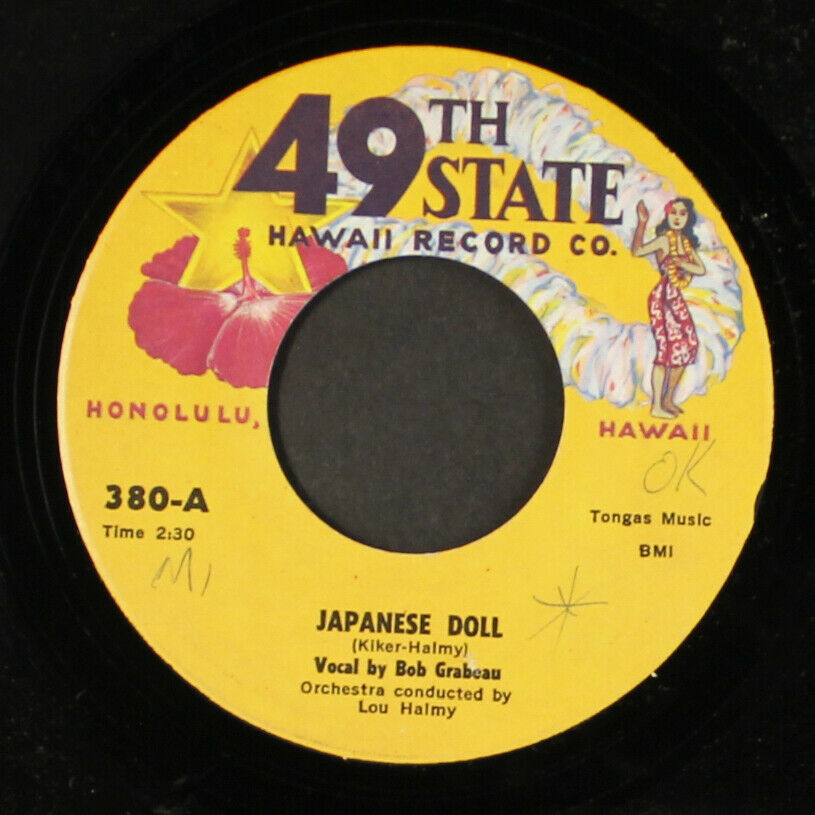 49TH STATE
HAWAII RECORD CO.
HONOLULU,
HAWAII
OK
380-A
Time 2:30
Tongas Music
BMI
JAPANESE DOLL
(Kiker-Halmy)
Vocal by Bob Grabeau
Orchestra conducted by
Lou Halmy